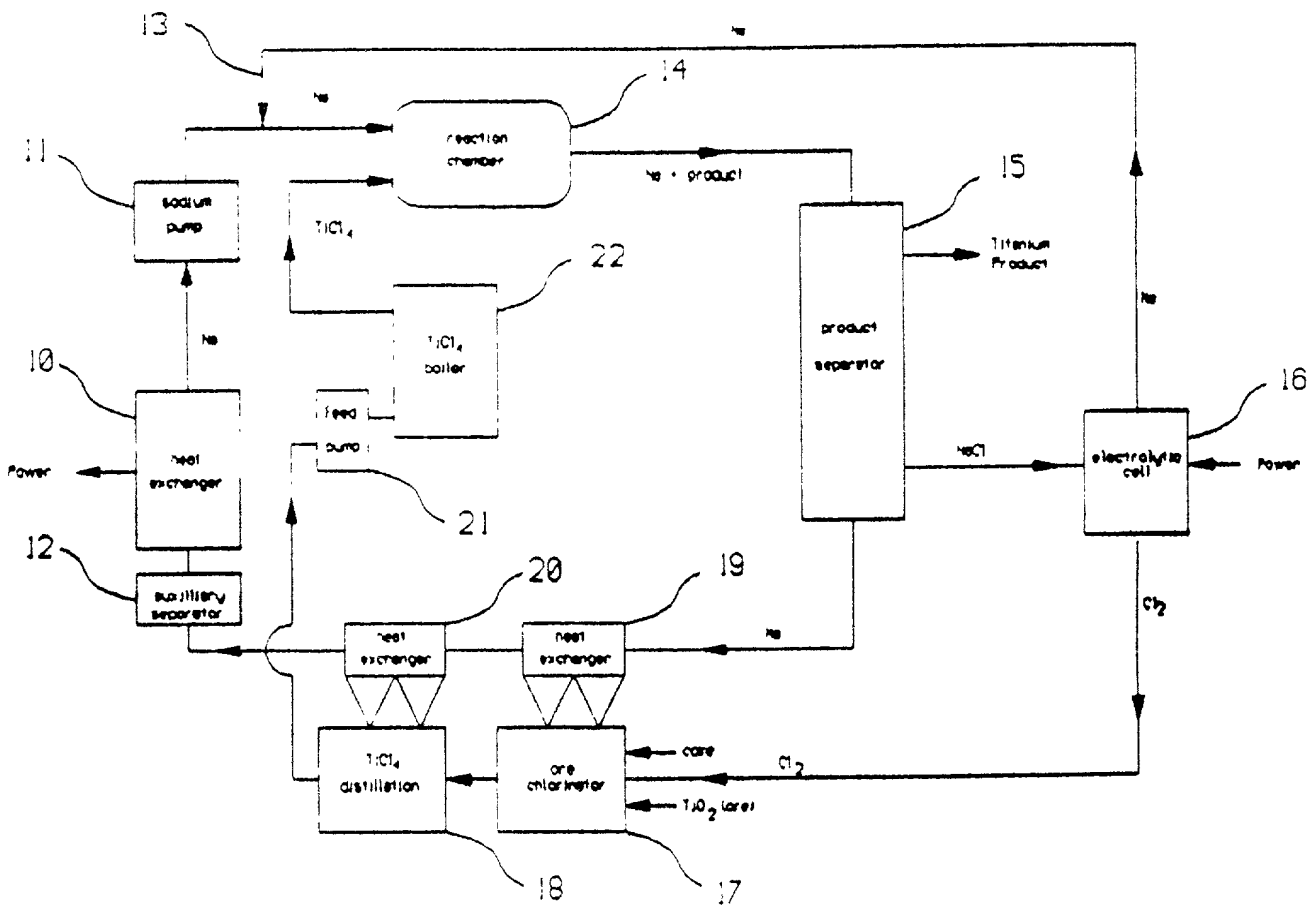 13
Na
14
Na
11
reaction
chamber
15
sodium
pump
Na + product
TiCl4
22
Titanium
Product
Na
Na
TiCl4
boiler
product
separator
10
16
feed
pump
heat
exchanger
Power
NaCl
electrolytic
cell
Power
21
12
auxilliary
separator
20
19
Cl2
heat
exchanger
heat
exchanger
Na
TiCl4
distillation
ore
chlorinator
coke
Cl2
TiO2 (ore)
18
17